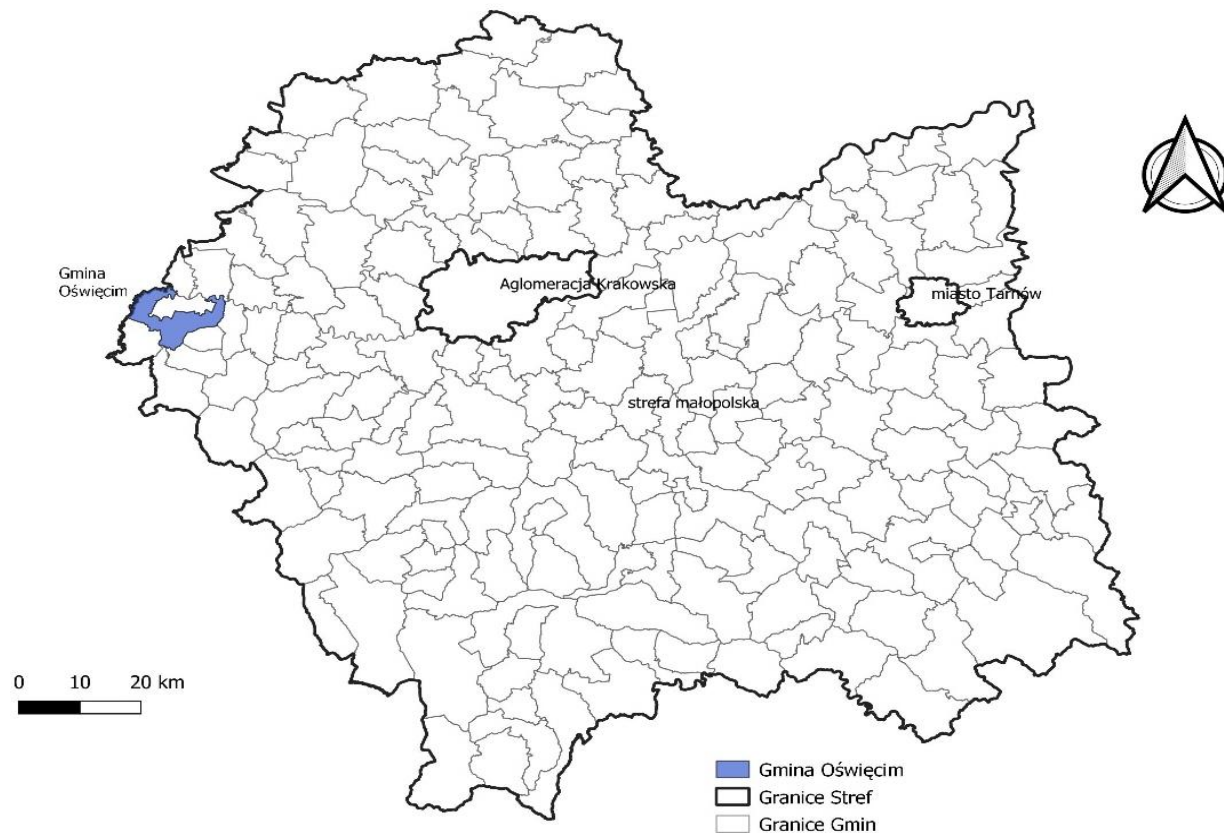 Gmina
Oświęcim
Aglomeracja Krakowska
miasto Tarnów
strefa małopolska
0 10 20 km
Gmina Oświęcim
Granice Stref
Granice Gmin